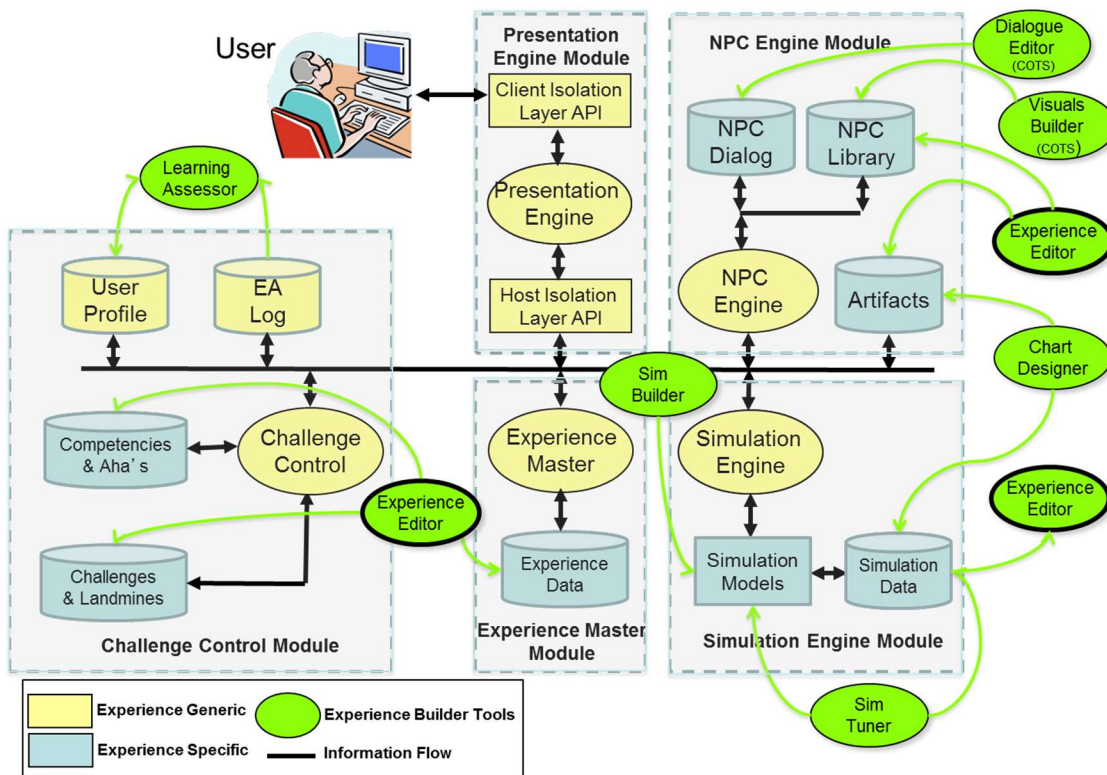 User
Presentation
Engine Module
Client Isolation
Layer API
Presentation
Engine
Host Isolation
Layer API
NPC Engine Module
NPC
Dialog
NPC
Library
NPC
Engine
Artifacts
Dialogue
Editor
(COTS)
Visuals
Builder
(COTS)
Experience
Editor
Chart
Designer
Learning
Assessor
User
Profile
EA
Log
Competencies
& Aha's
Challenge
Control
Challenges
& Landmines
Challenge Control Module
Experience
Editor
Experience
Master
Experience
Data
Experience Master
Module
Sim
Builder
Simulation
Engine
Simulation
Models
Simulation
Data
Simulation Engine Module
Experience
Editor
Sim
Tuner
Experience Generic
Experience Builder Tools
Experience Specific
Information Flow